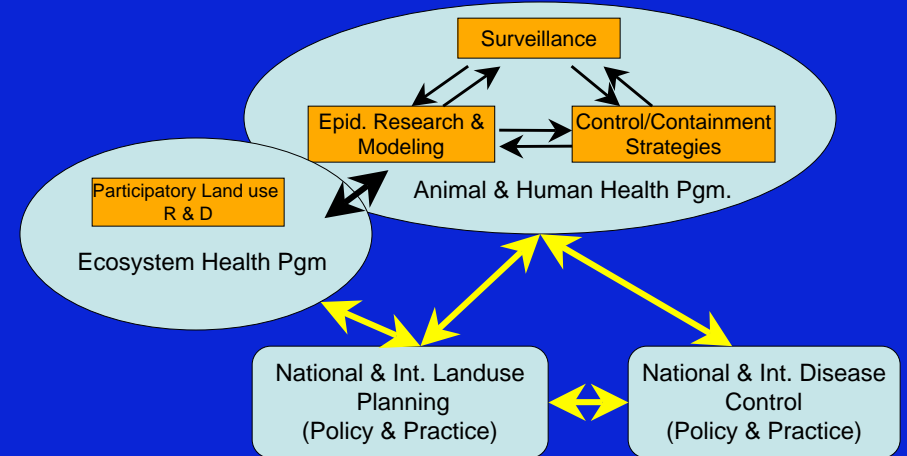 Surveillance
Epid. Research &
Modeling
Control/Containment
Strategies
Animal & Human Health Pgm.
Participatory Land use
R & D
Ecosystem Health Pgm
National & Int. Landuse
Planning
(Policy & Practice)
National & Int. Disease
Control
(Policy & Practice)